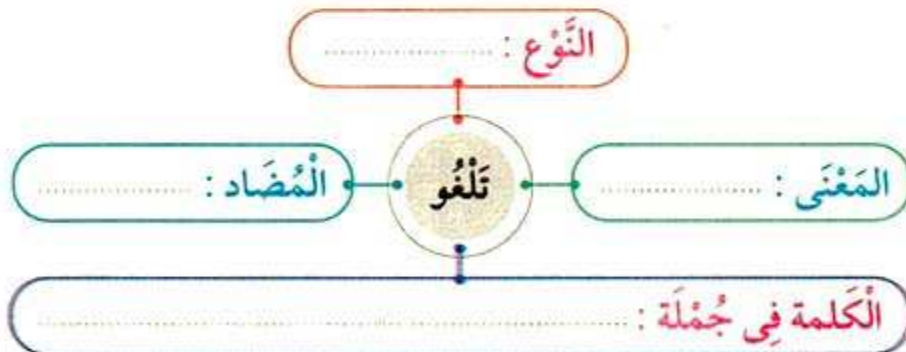 النَّوْع : ..................
المَعْنَى : ................
تَلْغُو
الْمُضَاد : ................
الْكَلمة فِي جُمْلَة : ............................................................